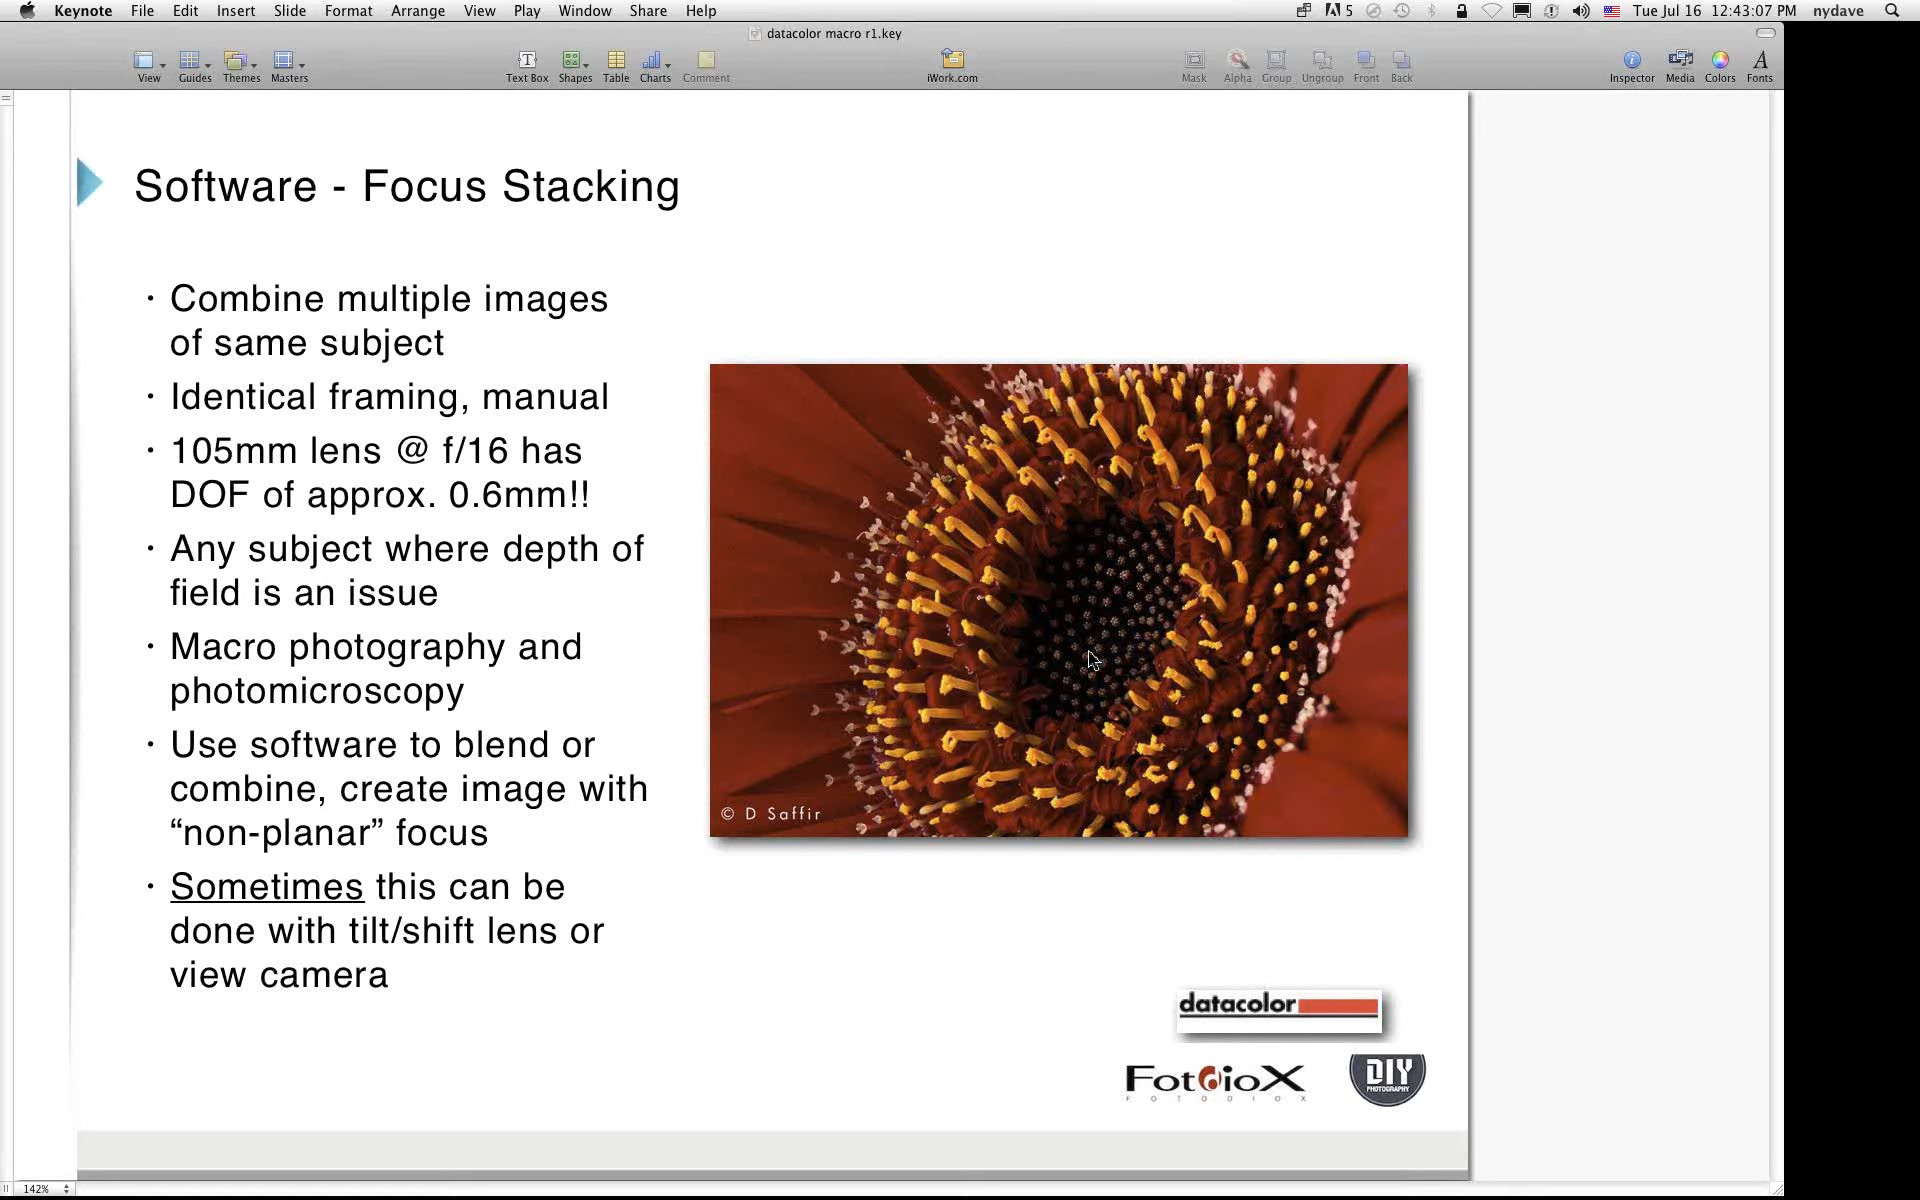 Keynote File Edit Insert Slide Format Arrange View Play Window Share Help 5 Tue Jul 16 12:43:07 PM nydave
datacolor macro r1.key
View Guides Themes Masters Text Box Shapes Table Charts Comment iWork.com Mask Alpha Group Ungroup Front Back Inspector Media Colors Fonts
Software - Focus Stacking
· Combine multiple images
of same subject
· Identical framing, manual
· 105mm lens @ f/16 has
DOF of approx. 0.6mm!!
· Any subject where depth of
field is an issue
· Macro photography and
photomicroscopy
· Use software to blend or
combine, create image with
“non-planar” focus
· Sometimes this can be
done with tilt/shift lens or
view camera
© D Saffir
datacolor
FotodioX
FOTODIOX
DIY
PHOTOGRAPHY
142%